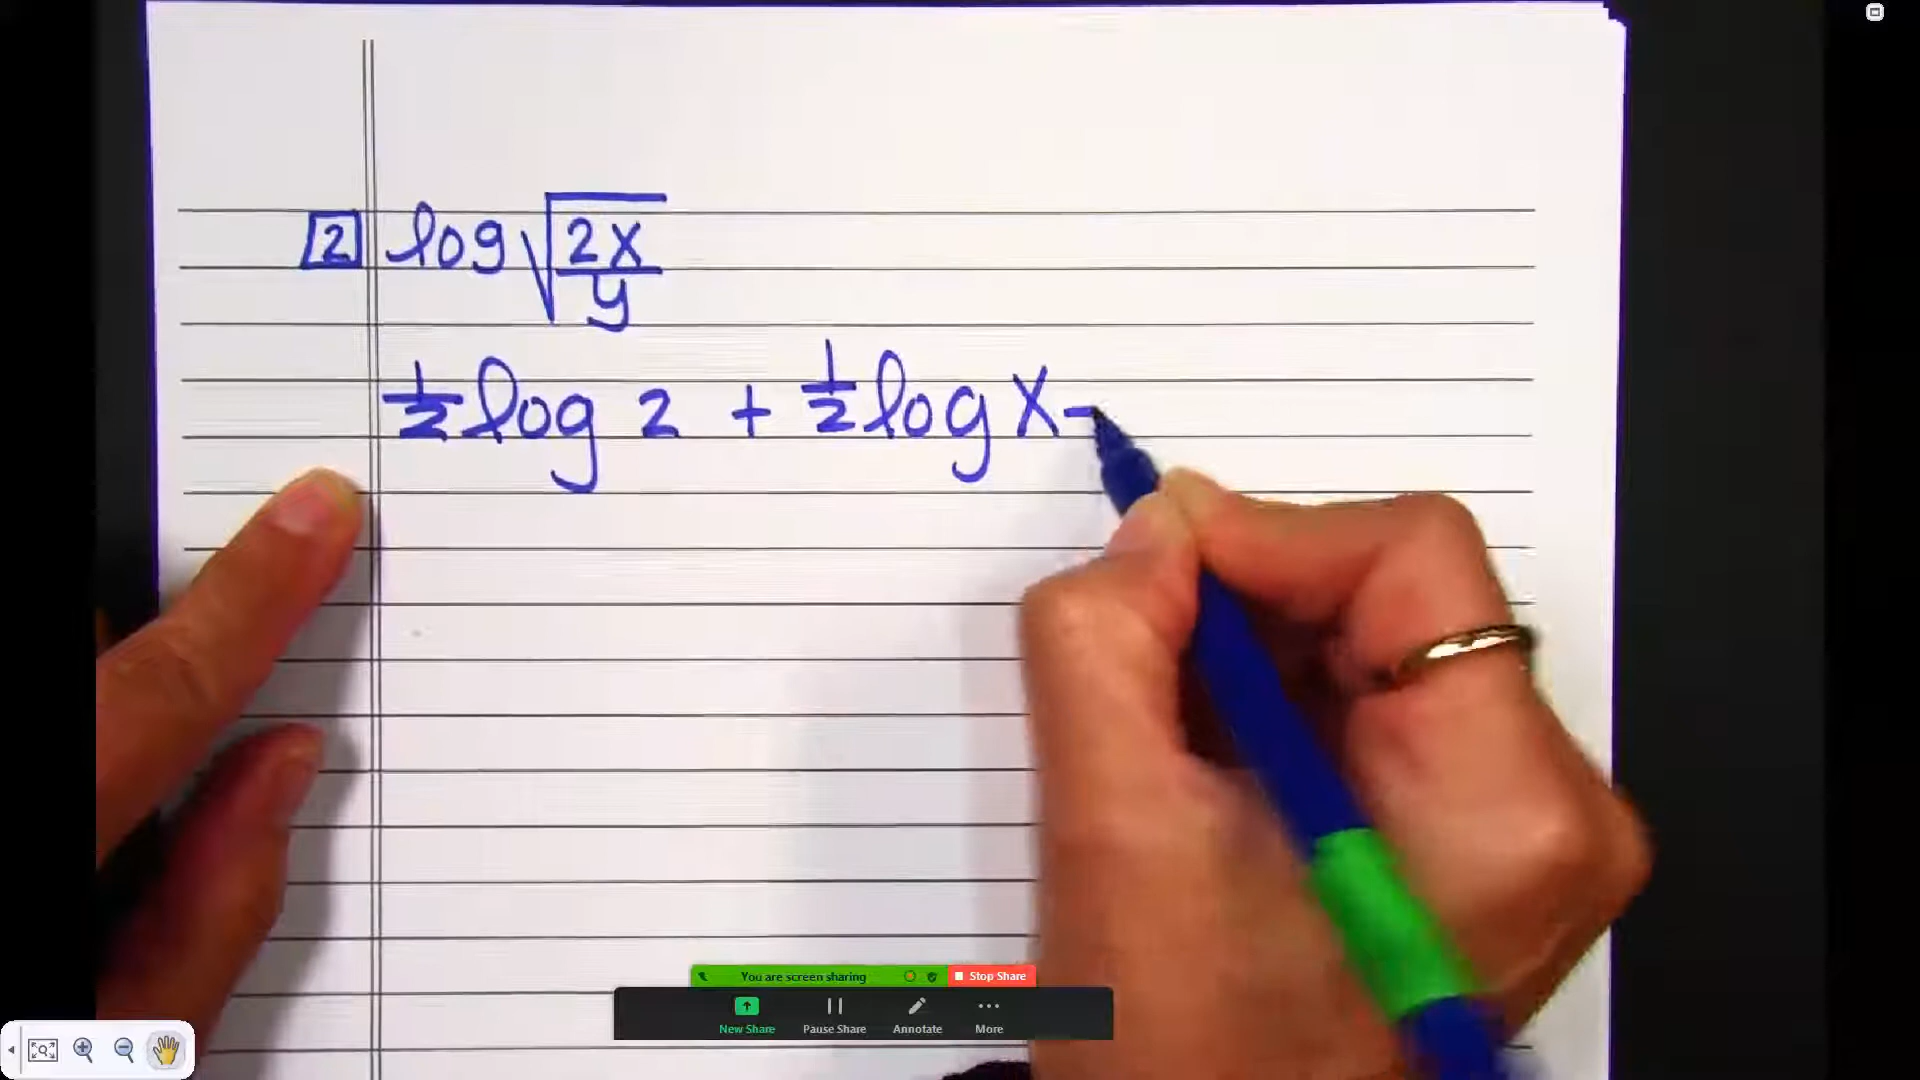 2 log √(2x/y)
1/2 log 2 + 1/2 log x -
You are screen sharing Stop Share
New Share Pause Share Annotate More